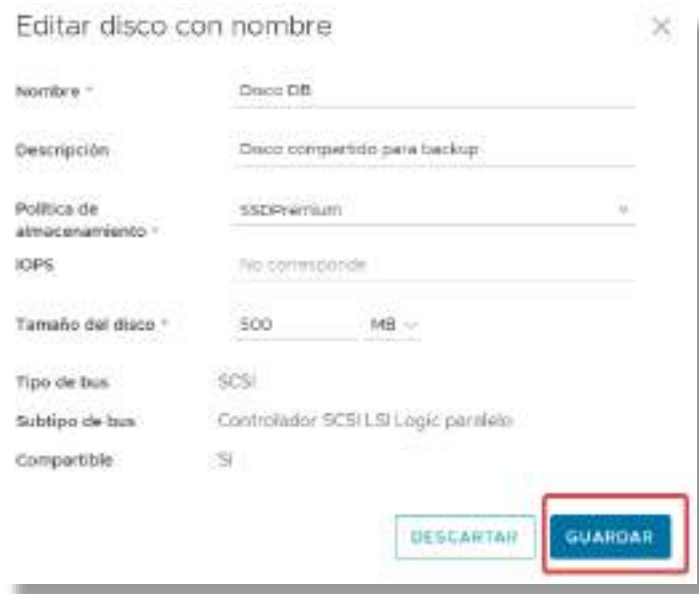 Editar disco con nombre
Nombre * Disco DB
Descripción Disco compartido para backup
Política de
almacenamiento * SSDPremium
IOPS No corresponde
Tamaño del disco * 500 MB
Tipo de bus SCSI
Subtipo de bus Controlador SCSI LSI Logic paralelo
Compartible Sí
DESCARTAR GUARDAR